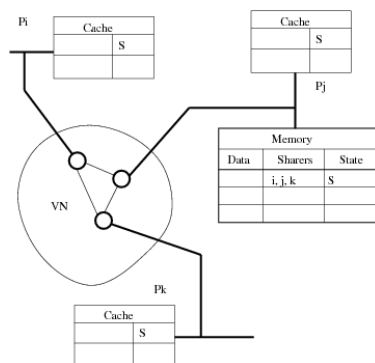 Pi
Cache
S
Cache
S
Pj
Memory
Data Sharers State
i, j, k S
VN
Pk
Cache
S